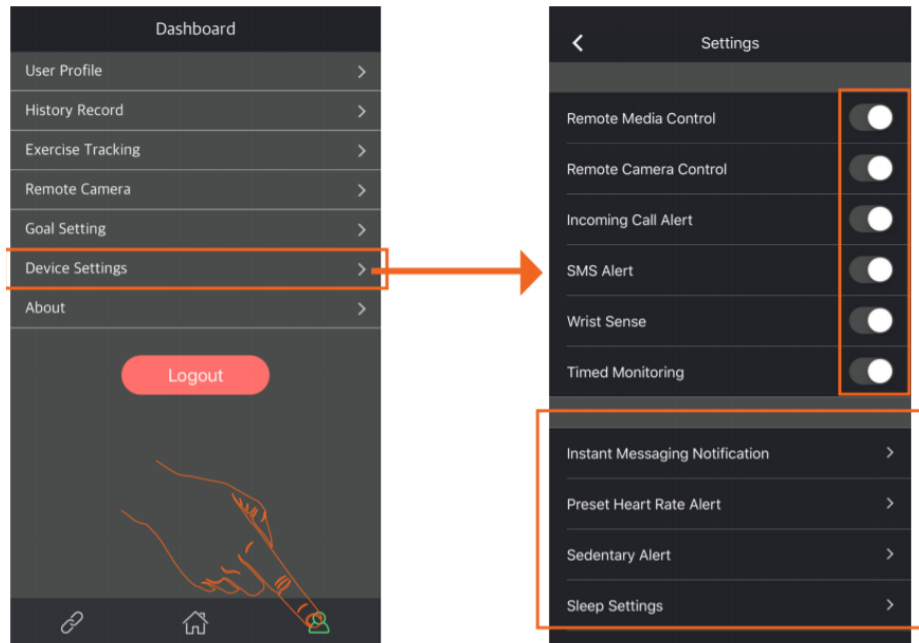 Dashboard
User Profile
History Record
Exercise Tracking
Remote Camera
Goal Setting
Device Settings
About
Logout
Settings
Remote Media Control
Remote Camera Control
Incoming Call Alert
SMS Alert
Wrist Sense
Timed Monitoring
Instant Messaging Notification
Preset Heart Rate Alert
Sedentary Alert
Sleep Settings